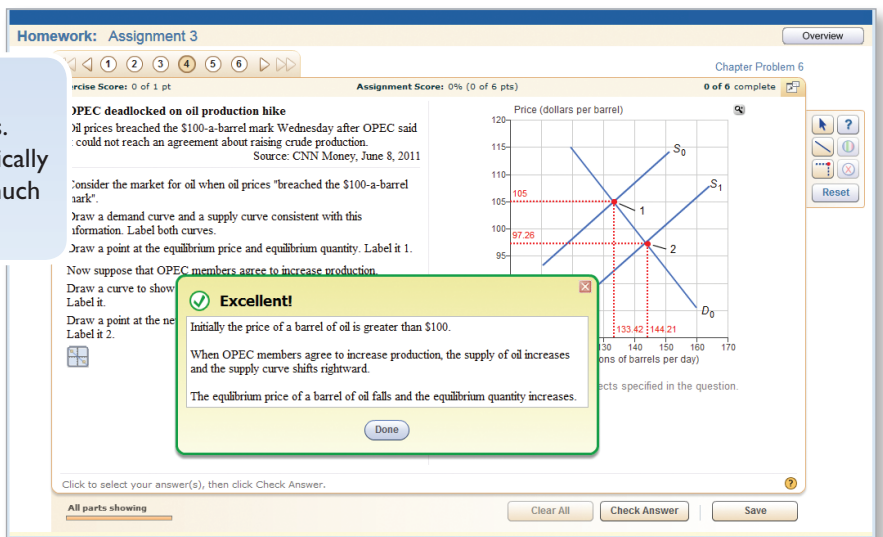 Homework: Assignment 3
Overview
1 2 3 4 5 6
Chapter Problem 6
rcise Score: 0 of 1 pt
Assignment Score: 0% (0 of 6 pts)
0 of 6 complete
s.
ically
nuch
OPEC deadlocked on oil production hike
Oil prices breached the $100-a-barrel mark Wednesday after OPEC said
could not reach an agreement about raising crude production.
Source: CNN Money, June 8, 2011
Consider the market for oil when oil prices "breached the $100-a-barrel
mark".
Draw a demand curve and a supply curve consistent with this
nformation. Label both curves.
Draw a point at the equilibrium price and equilibrium quantity. Label it 1.
Now suppose that OPEC members agree to increase production.
Draw a curve to show
Label it.
Draw a point at the ne
Label it 2.
Price (dollars per barrel)
120
115
110
105
100
95
105
97.26
S0
S1
1
2
D0
133.42 144.21
130 140 150 160 170
ons of barrels per day)
ects specified in the question.
?
Reset
Excellent!
Initially the price of a barrel of oil is greater than $100.
When OPEC members agree to increase production, the supply of oil increases
and the supply curve shifts rightward.
The equlibrium price of a barrel of oil falls and the equilibrium quantity increases.
Done
Click to select your answer(s), then click Check Answer.
?
All parts showing
Clear All
Check Answer
Save